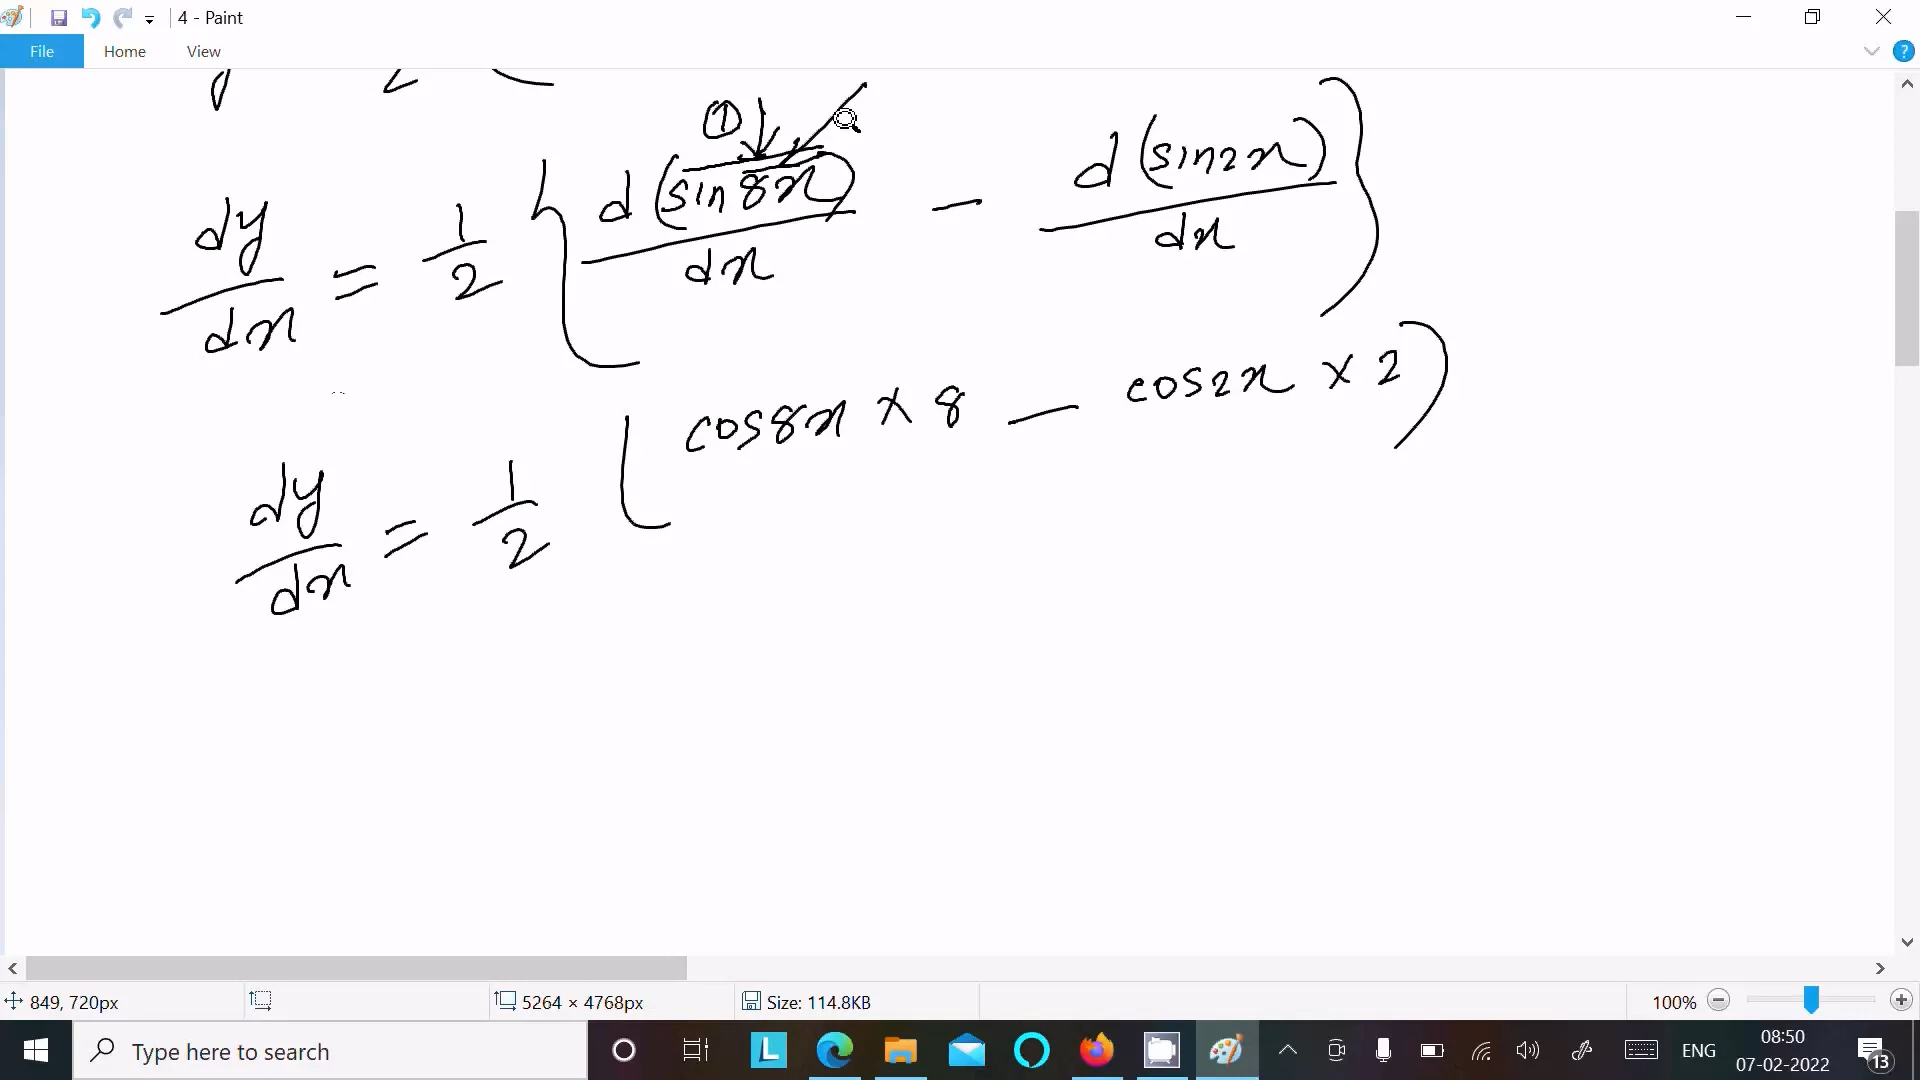 4 - Paint
File Home View
①
dy/dx = 1/2 { d(sin8x)/dx - d(sin2x)/dx }
dy/dx = 1/2 ( cos8x × 8 - cos2x × 2 )
849, 720px 5264 × 4768px Size: 114.8KB 100%
Type here to search ENG 08:50
07-02-2022 13